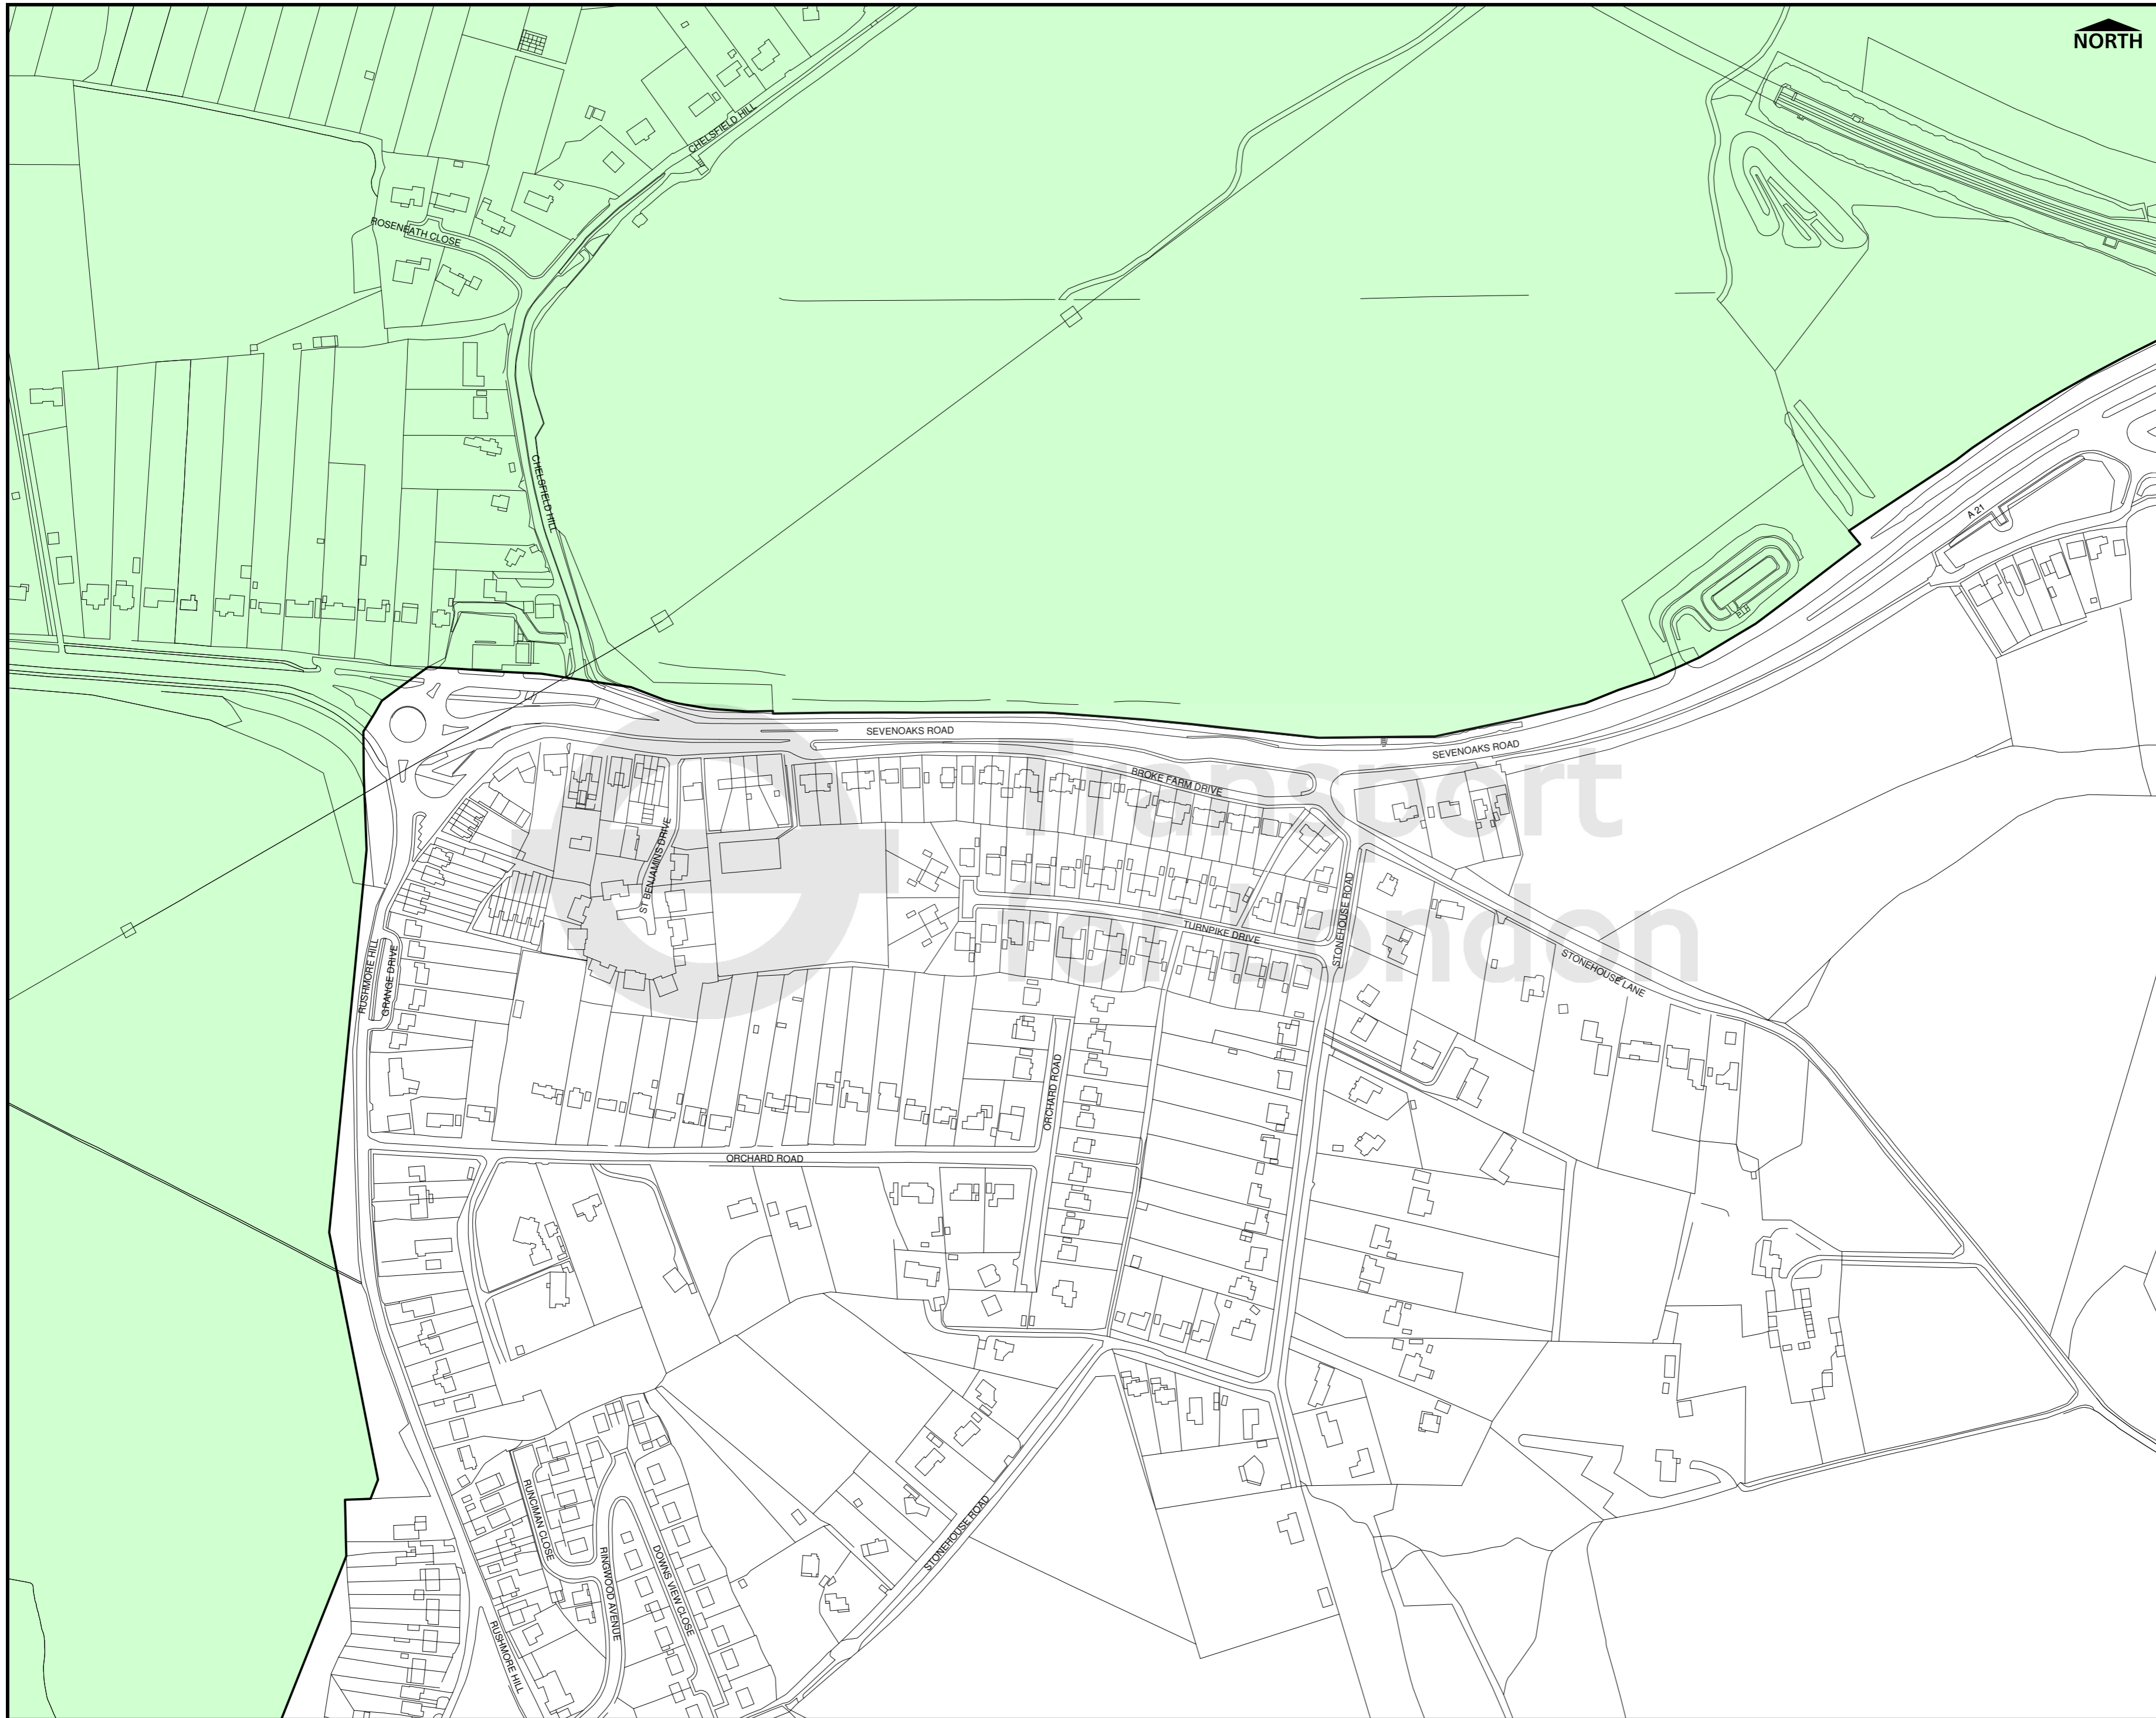 NORTH
CHELSFIELD HILL
ROSENEATH CLOSE
CHELSFIELD HILL
A 21
SEVENOAKS ROAD
SEVENOAKS ROAD
BROKE FARM DRIVE
Transport
for London
ST BENJAMINS DRIVE
STONEHOUSE ROAD
TURNPIKE DRIVE
RUSHMORE HILL
GRANGE DRIVE
STONEHOUSE LANE
ORCHARD ROAD
ORCHARD ROAD
RUNCIMAN CLOSE
STONEHOUSE ROAD
RINGWOOD AVENUE
DOWNS VIEW CLOSE
RUSHMORE HILL